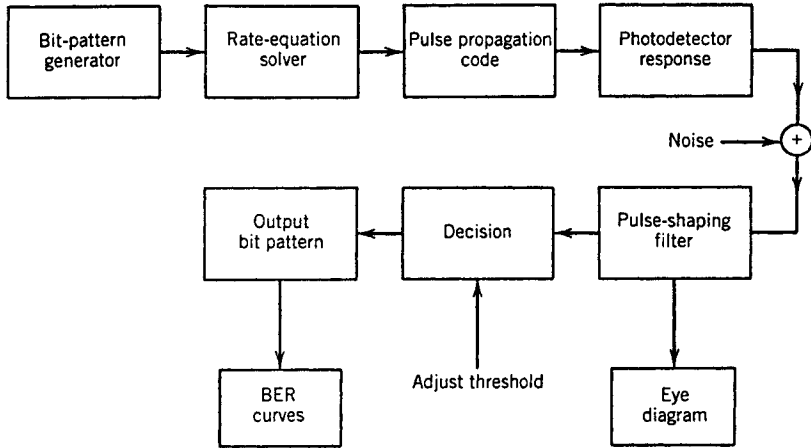 Bit-pattern
generator
Rate-equation
solver
Pulse propagation
code
Photodetector
response
Noise
+
Output
bit pattern
Decision
Pulse-shaping
filter
BER
curves
Adjust threshold
Eye
diagram